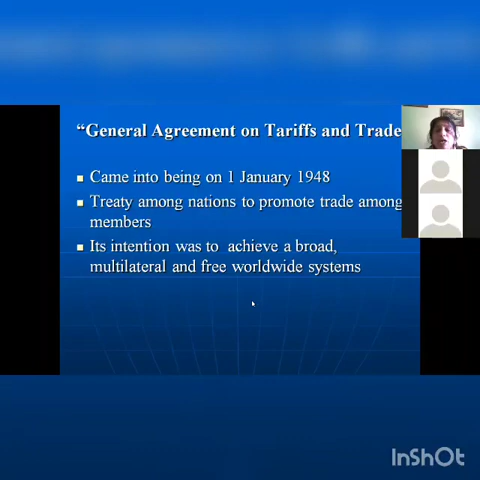 “General Agreement on Tariffs and Trade
Came into being on 1 January 1948
Treaty among nations to promote trade among
members
Its intention was to achieve a broad,
multilateral and free worldwide systems
InShOt